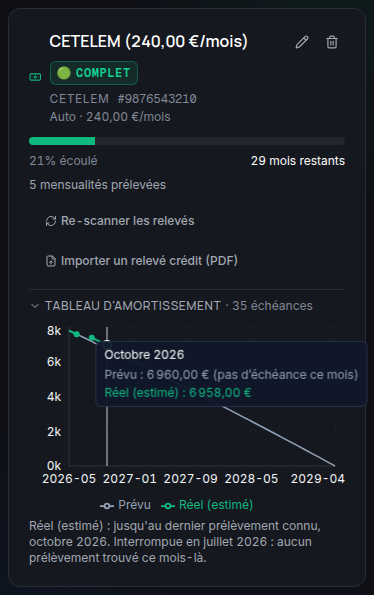 CETELEM (240,00 €/mois)
COMPLET
CETELEM #9876543210
Auto · 240,00 €/mois
21% écoulé 29 mois restants
5 mensualités prélevées
Re-scanner les relevés
Importer un relevé crédit (PDF)
TABLEAU D'AMORTISSEMENT · 35 échéances
8k
Octobre 2026
6k
Prévu : 6 960,00 € (pas d'échéance ce mois)
Réel (estimé) : 6 958,00 €
4k
2k
0k
2026-05 2027-01 2027-09 2028-05 2029-04
Prévu Réel (estimé)
Réel (estimé) : jusqu'au dernier prélèvement connu,
octobre 2026. Interrompue en juillet 2026 : aucun
prélèvement trouvé ce mois-là.